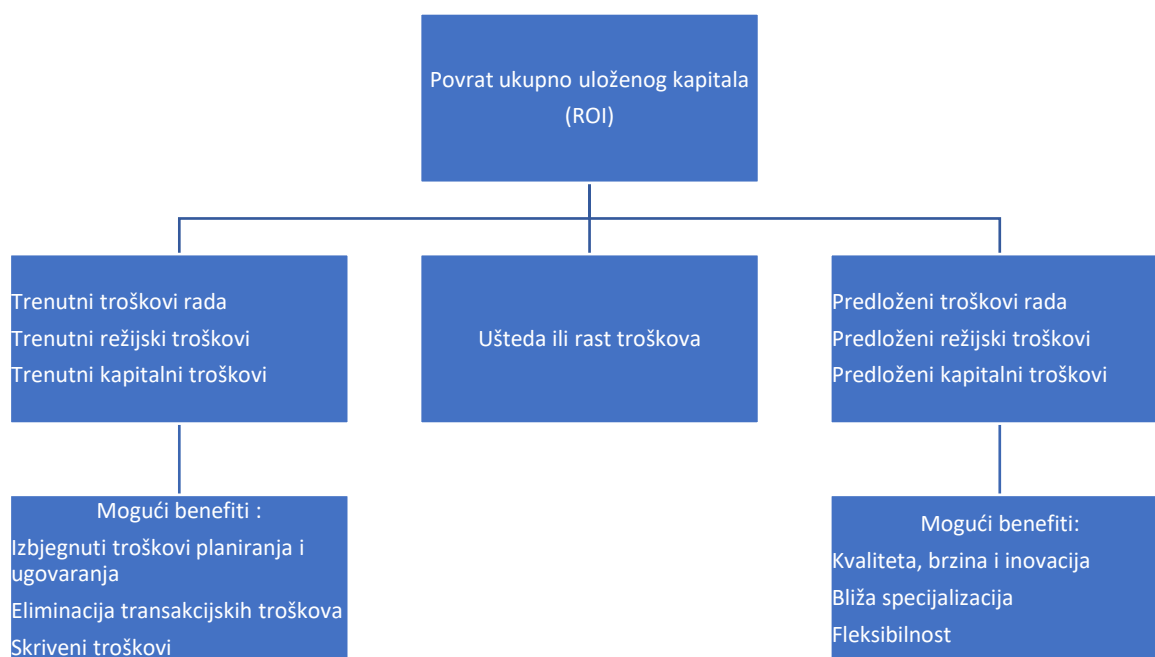 Povrat ukupno uloženog kapitala
(ROI)
Trenutni troškovi rada
Trenutni režijski troškovi
Trenutni kapitalni troškovi
Ušteda ili rast troškova
Predloženi troškovi rada
Predloženi režijski troškovi
Predloženi kapitalni troškovi
Mogući benefiti :
Izbjegnuti troškovi planiranja i
ugovaranja
Eliminacija transakcijskih troškova
Skriveni troškovi
Mogući benefiti:
Kvaliteta, brzina i inovacija
Bliža specijalizacija
Fleksibilnost